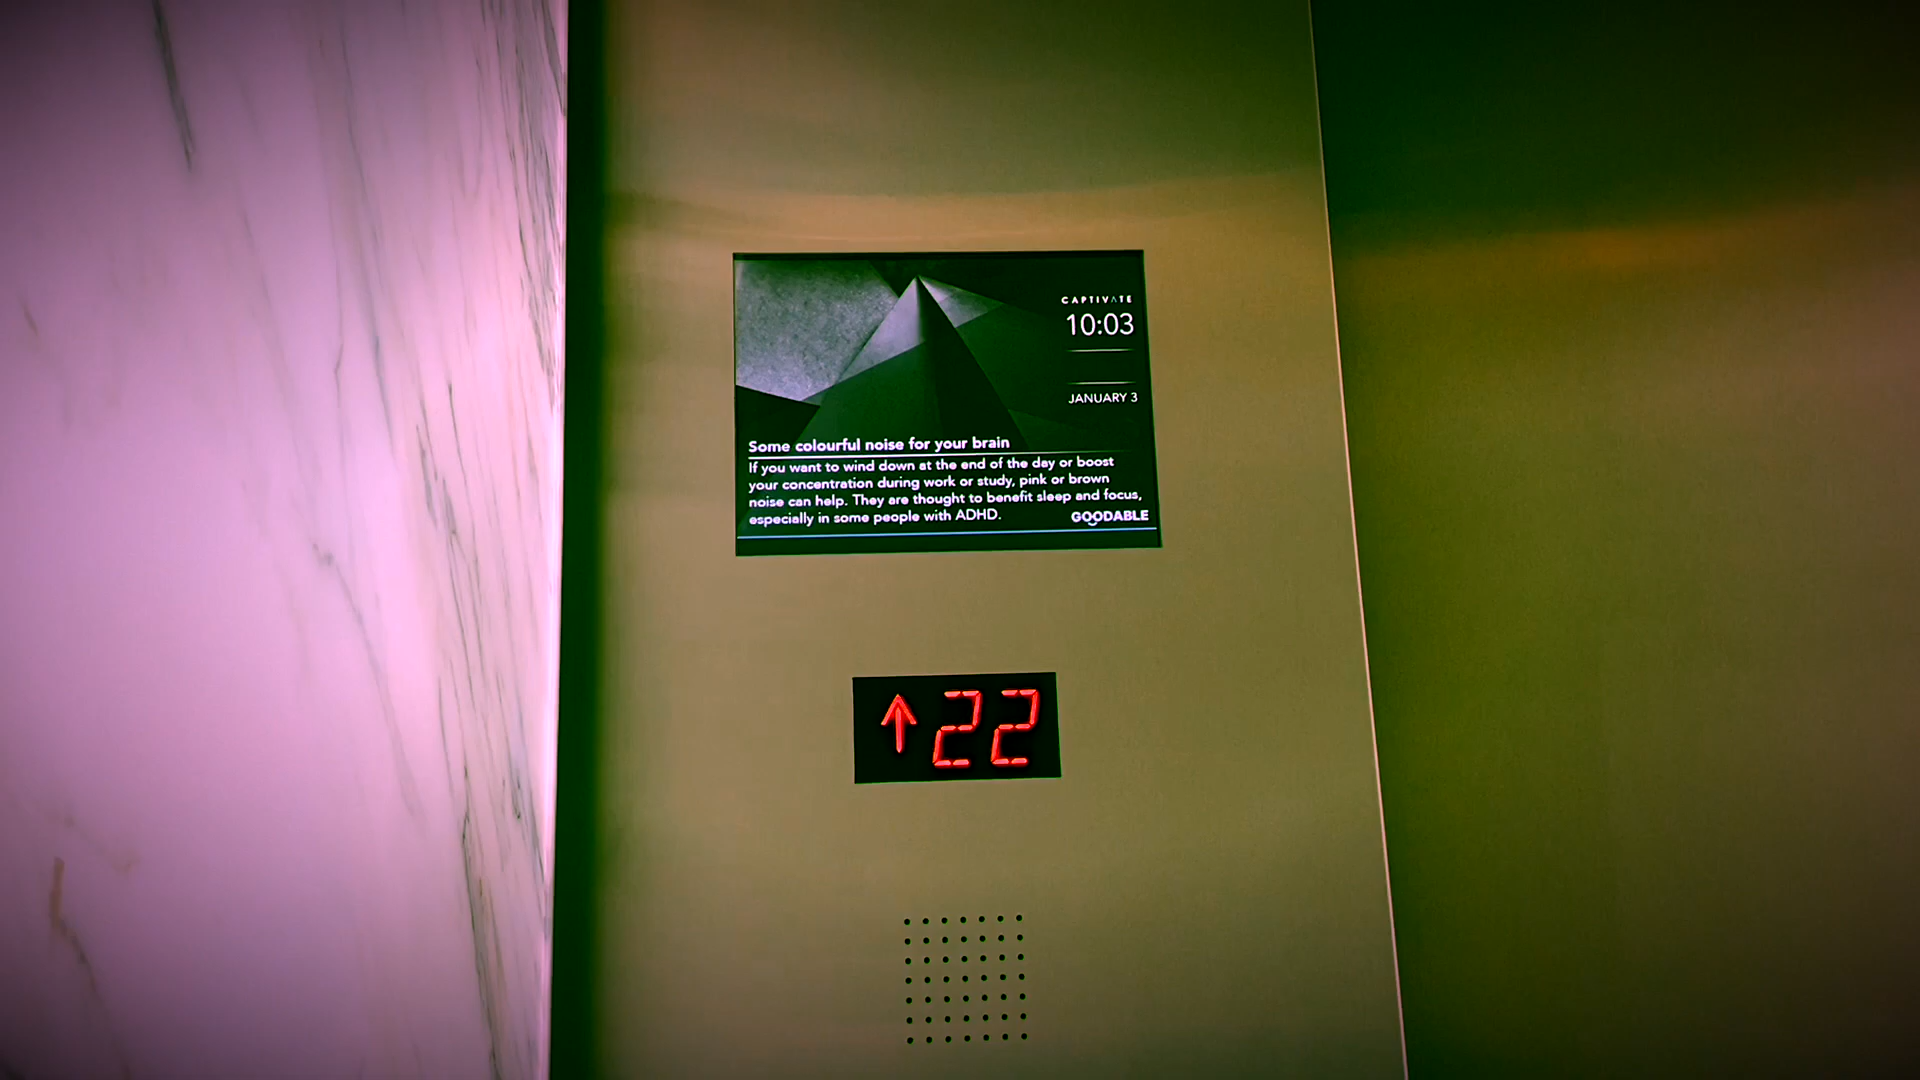 CAPTIVATE
10:03
JANUARY 3
Some colourful noise for your brain
If you want to wind down at the end of the day or boost
your concentration during work or study, pink or brown
noise can help. They are thought to benefit sleep and focus,
especially in some people with ADHD.
GOODABLE
↑22